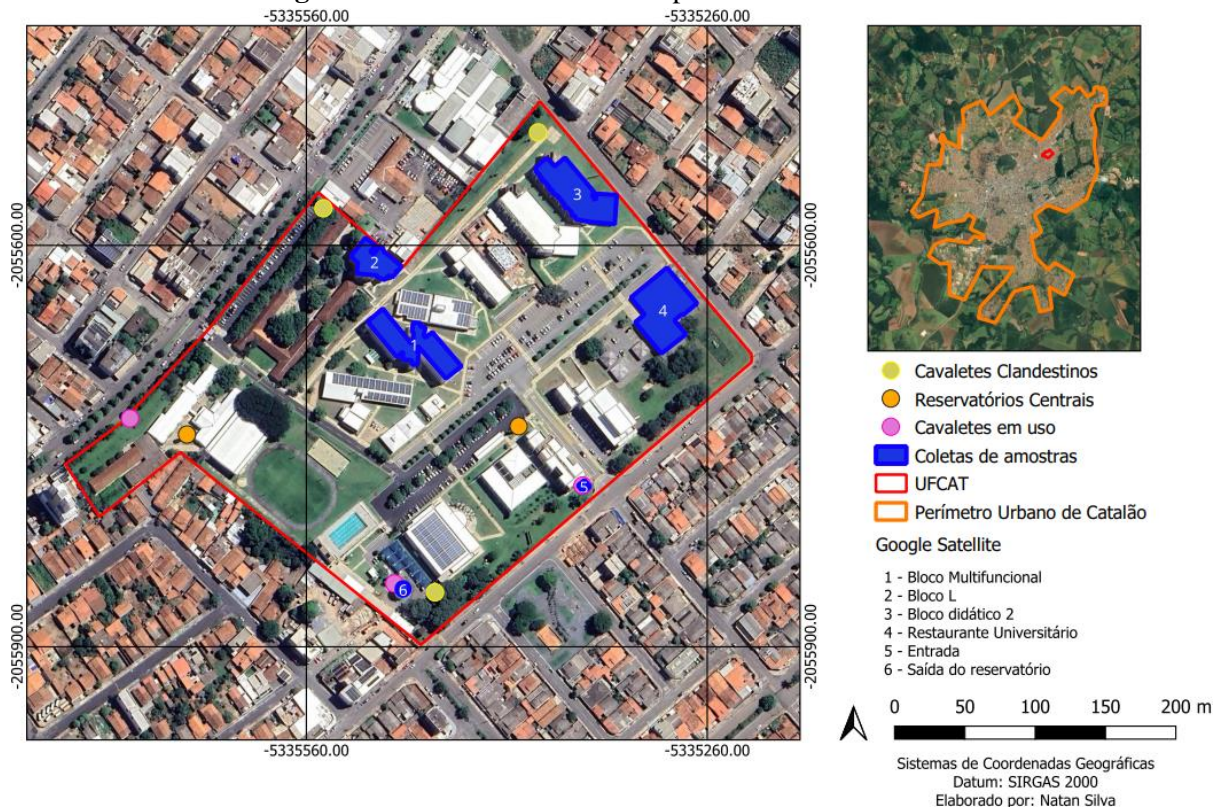 -5335560.00
-5335260.00
-2055600.00
-2055600.00
-2055900.00
-2055900.00
3
2
1
4
5
6
-5335560.00
-5335260.00
Cavaletes Clandestinos
Reservatórios Centrais
Cavaletes em uso
Coletas de amostras
UFCAT
Perímetro Urbano de Catalão
Google Satellite
1 - Bloco Multifuncional
2 - Bloco L
3 - Bloco didático 2
4 - Restaurante Universitário
5 - Entrada
6 - Saída do reservatório
0 50 100 150 200 m
Sistemas de Coordenadas Geográficas
Datum: SIRGAS 2000
Elaborado por: Natan Silva